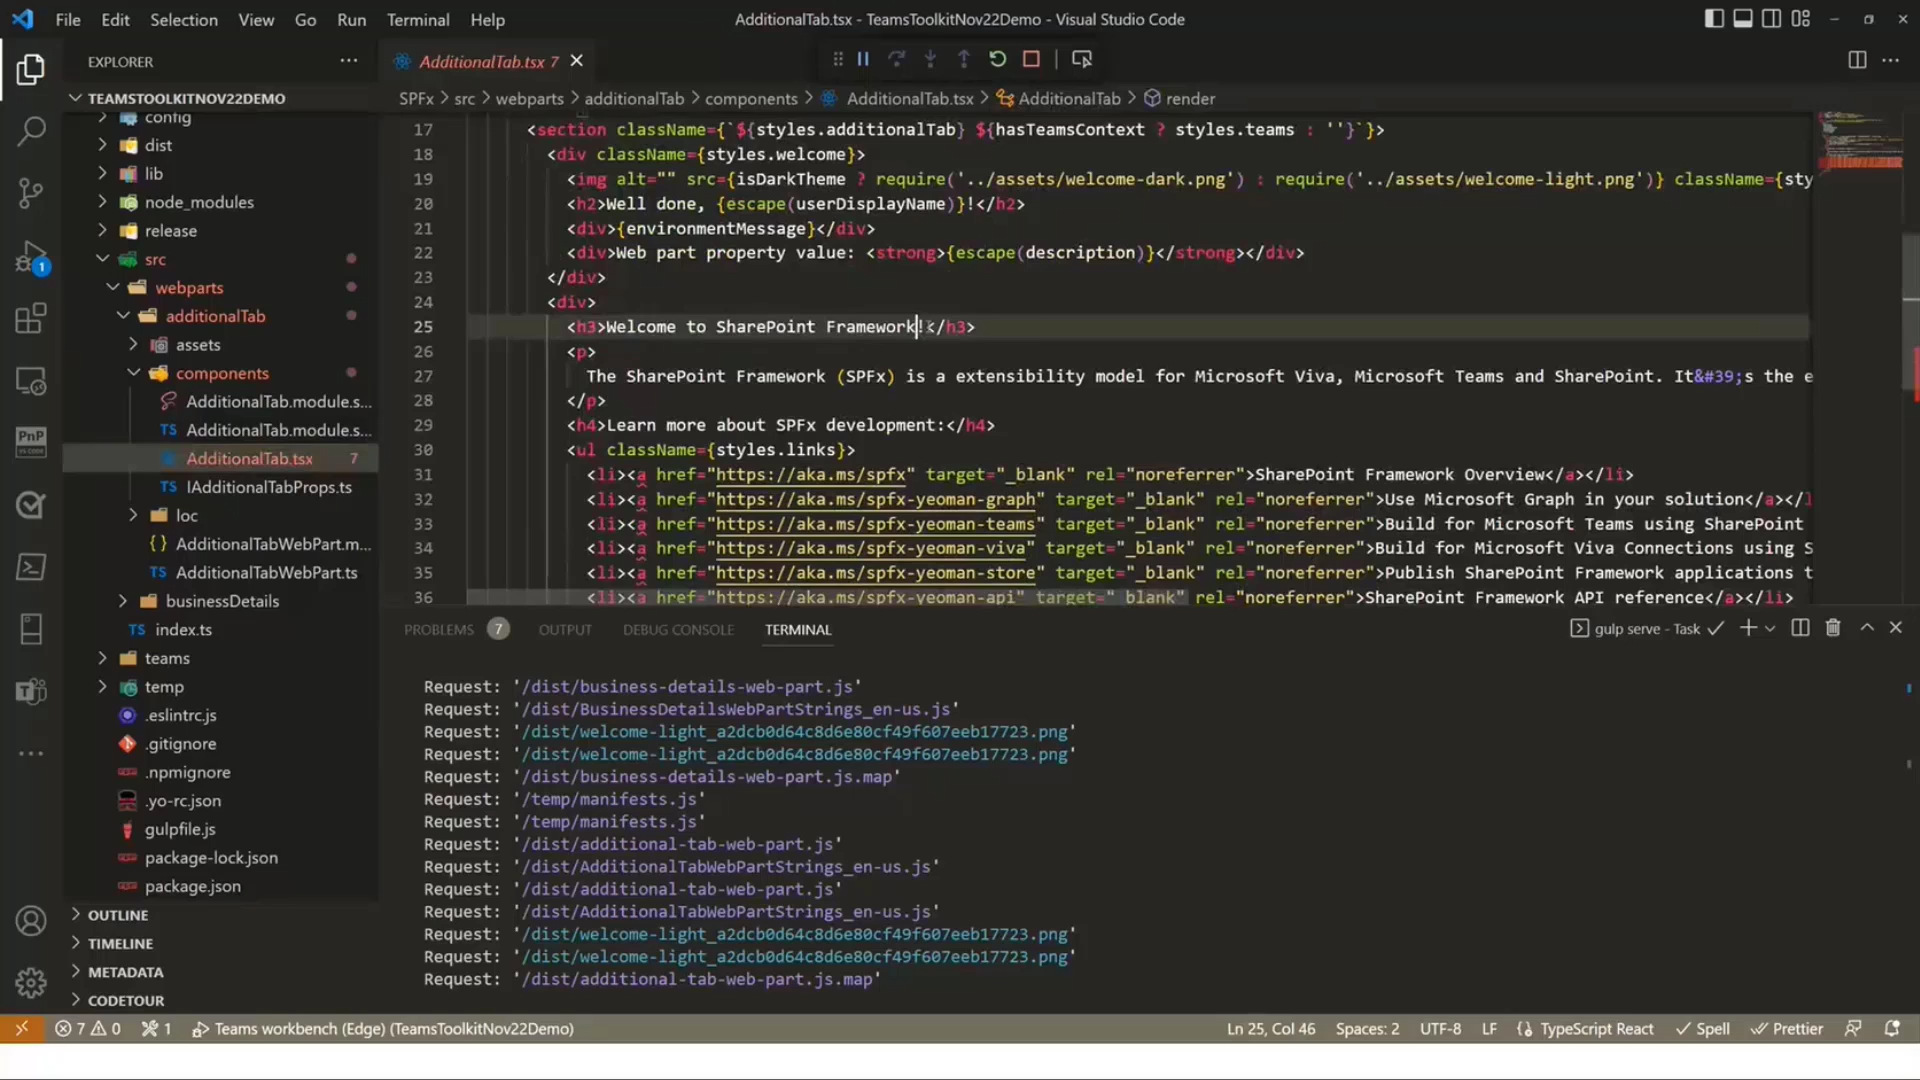 File Edit Selection View Go Run Terminal Help
AdditionalTab.tsx - TeamsToolkitNov22Demo - Visual Studio Code
EXPLORER
AdditionalTab.tsx 7
TEAMSTOOLKITNOV22DEMO
SPFx > src > webparts > additionalTab > components > AdditionalTab.tsx > AdditionalTab > render
config
dist
lib
node_modules
release
src
webparts
additionalTab
assets
components
AdditionalTab.module.s...
TS AdditionalTab.module.s...
AdditionalTab.tsx 7
TS IAdditionalTabProps.ts
loc
{} AdditionalTabWebPart.m...
TS AdditionalTabWebPart.ts
businessDetails
TS index.ts
teams
temp
.eslintrc.js
.gitignore
.npmignore
.yo-rc.json
gulpfile.js
package-lock.json
package.json
OUTLINE
TIMELINE
METADATA
CODETOUR
1
PnP
17 <section className={`${styles.additionalTab} ${hasTeamsContext ? styles.teams : ''}`}>
18 <div className={styles.welcome}>
19 <img alt="" src={isDarkTheme ? require('../assets/welcome-dark.png') : require('../assets/welcome-light.png')} className={sty
20 <h2>Well done, {escape(userDisplayName)}!</h2>
21 <div>{environmentMessage}</div>
22 <div>Web part property value: <strong>{escape(description)}</strong></div>
23 </div>
24 <div>
25 <h3>Welcome to SharePoint Framework!</h3>
26 <p>
27 The SharePoint Framework (SPFx) is a extensibility model for Microsoft Viva, Microsoft Teams and SharePoint. It&#39;s the e
28 </p>
29 <h4>Learn more about SPFx development:</h4>
30 <ul className={styles.links}>
31 <li><a href="https://aka.ms/spfx" target="_blank" rel="noreferrer">SharePoint Framework Overview</a></li>
32 <li><a href="https://aka.ms/spfx-yeoman-graph" target="_blank" rel="noreferrer">Use Microsoft Graph in your solution</a></l
33 <li><a href="https://aka.ms/spfx-yeoman-teams" target="_blank" rel="noreferrer">Build for Microsoft Teams using SharePoint
34 <li><a href="https://aka.ms/spfx-yeoman-viva" target="_blank" rel="noreferrer">Build for Microsoft Viva Connections using S
35 <li><a href="https://aka.ms/spfx-yeoman-store" target="_blank" rel="noreferrer">Publish SharePoint Framework applications t
36 <li><a href="https://aka.ms/spfx-yeoman-api" target="_blank" rel="noreferrer">SharePoint Framework API reference</a></li>
PROBLEMS 7 OUTPUT DEBUG CONSOLE TERMINAL
gulp serve - Task
Request: '/dist/business-details-web-part.js'
Request: '/dist/BusinessDetailsWebPartStrings_en-us.js'
Request: '/dist/welcome-light_a2dcb0d64c8d6e80cf49f607eeb17723.png'
Request: '/dist/welcome-light_a2dcb0d64c8d6e80cf49f607eeb17723.png'
Request: '/dist/business-details-web-part.js.map'
Request: '/temp/manifests.js'
Request: '/temp/manifests.js'
Request: '/dist/additional-tab-web-part.js'
Request: '/dist/AdditionalTabWebPartStrings_en-us.js'
Request: '/dist/additional-tab-web-part.js'
Request: '/dist/AdditionalTabWebPartStrings_en-us.js'
Request: '/dist/welcome-light_a2dcb0d64c8d6e80cf49f607eeb17723.png'
Request: '/dist/welcome-light_a2dcb0d64c8d6e80cf49f607eeb17723.png'
Request: '/dist/additional-tab-web-part.js.map'
7 0 1 Teams workbench (Edge) (TeamsToolkitNov22Demo)
Ln 25, Col 46 Spaces: 2 UTF-8 LF TypeScript React Spell Prettier